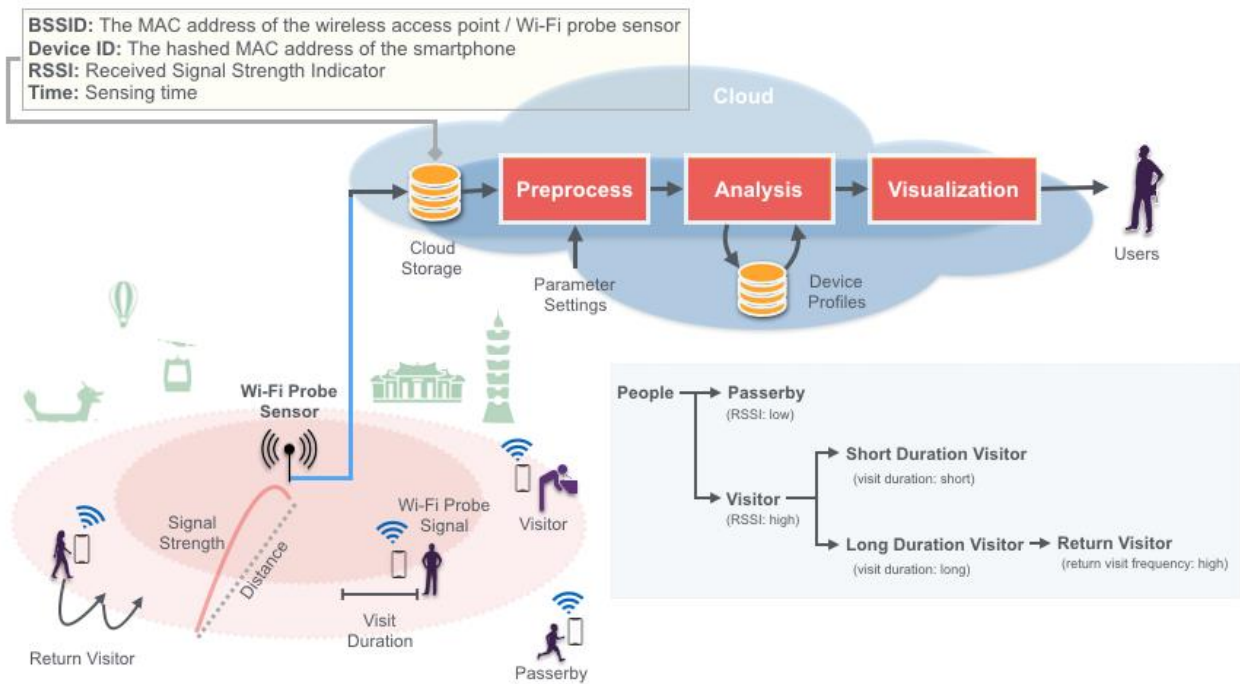 BSSID: The MAC address of the wireless access point / Wi-Fi probe sensor
Device ID: The hashed MAC address of the smartphone
RSSI: Received Signal Strength Indicator
Time: Sensing time
Cloud
Preprocess
Analysis
Visualization
Cloud
Storage
Parameter
Settings
Device
Profiles
Users
Wi-Fi Probe
Sensor
Signal
Strength
Distance
Wi-Fi Probe
Signal
Visitor
Visit
Duration
Return Visitor
Passerby
People
Passerby
(RSSI: low)
Visitor
(RSSI: high)
Short Duration Visitor
(visit duration: short)
Long Duration Visitor
(visit duration: long)
Return Visitor
(return visit frequency: high)